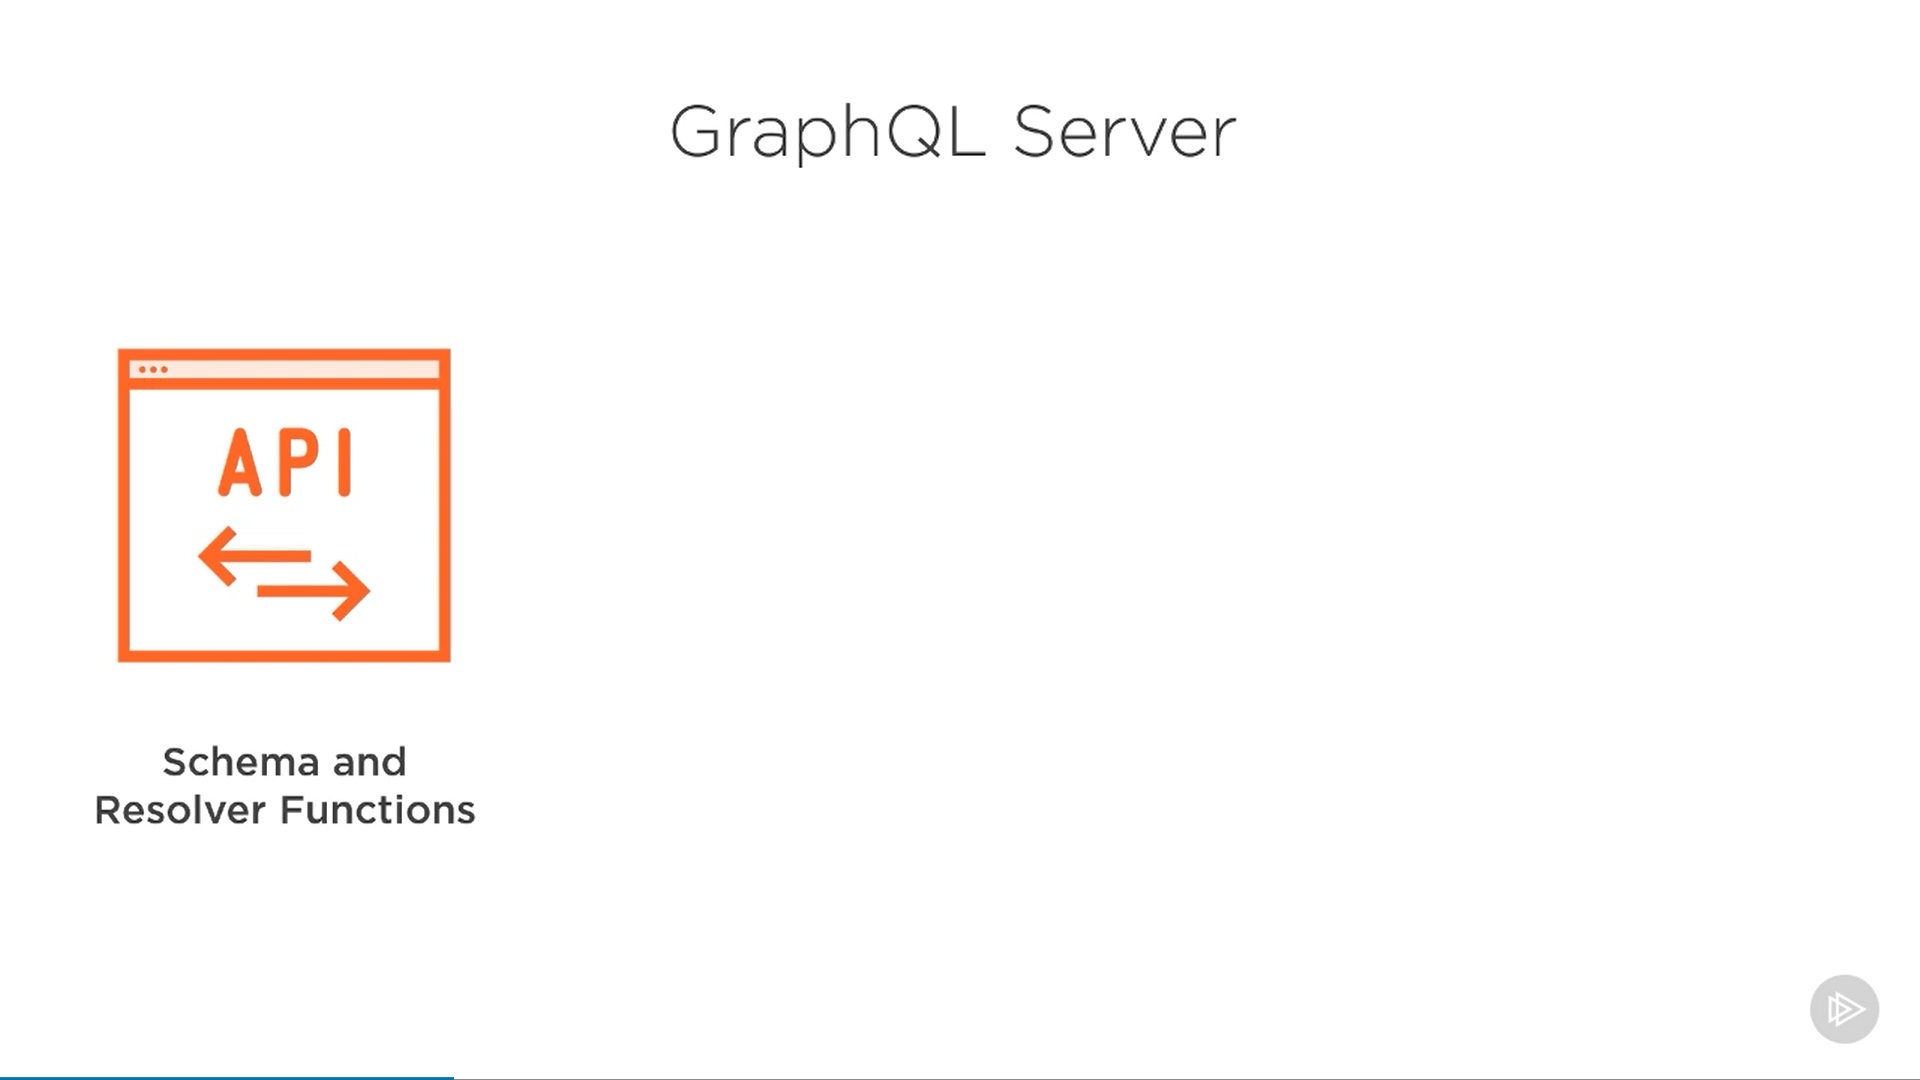 GraphQL Server
API
Schema and
Resolver Functions